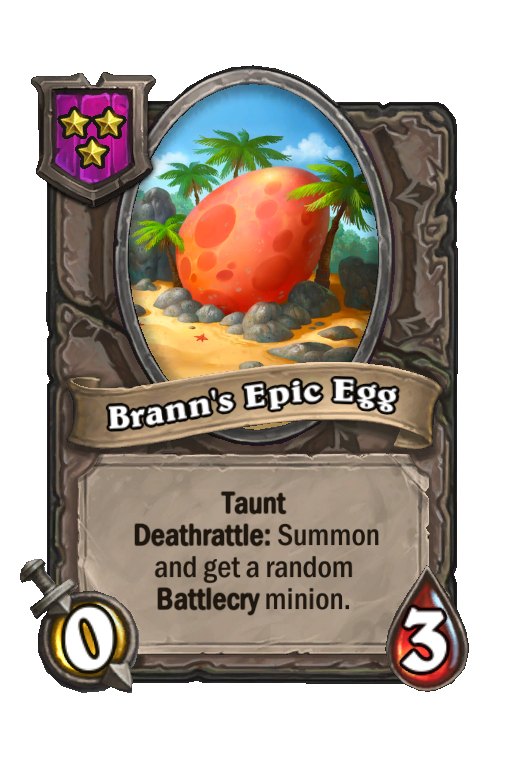 Brann's Epic Egg
Taunt
Deathrattle: Summon
and get a random
Battlecry minion.
0
3